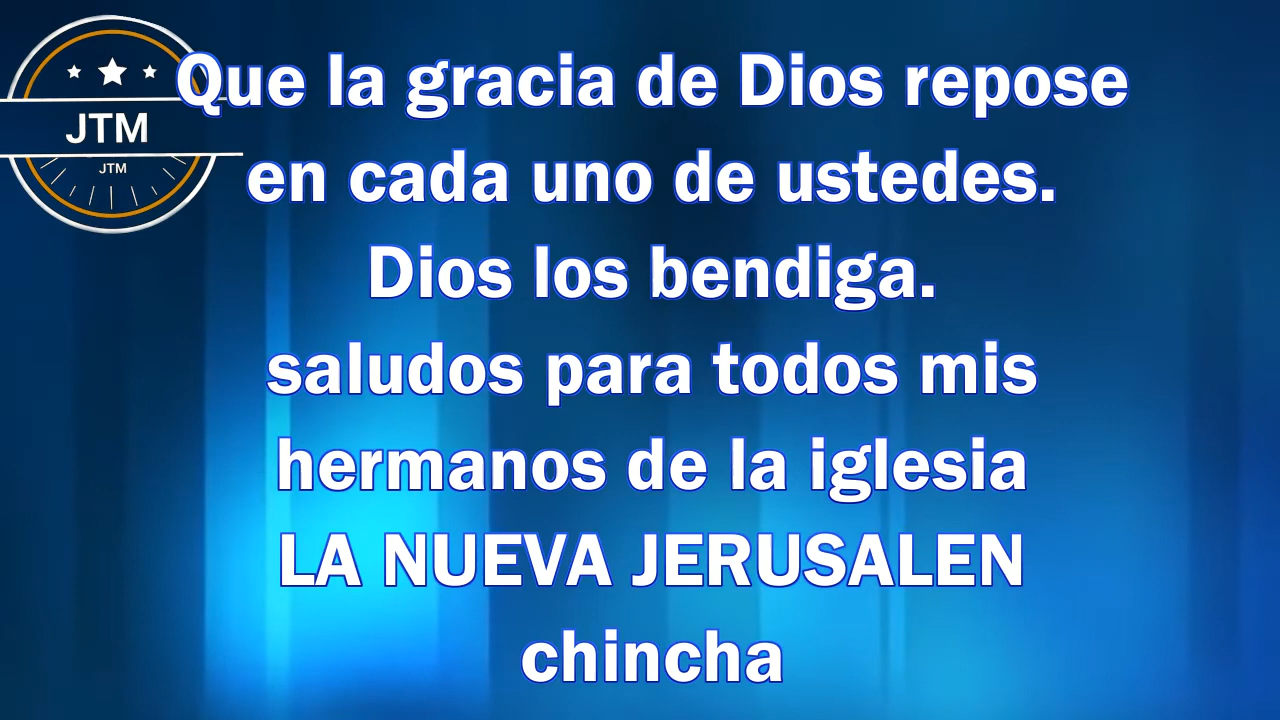 JTM
JTM
Que la gracia de Dios repose
en cada uno de ustedes.
Dios los bendiga.
saludos para todos mis
hermanos de la iglesia
LA NUEVA JERUSALEN
chincha